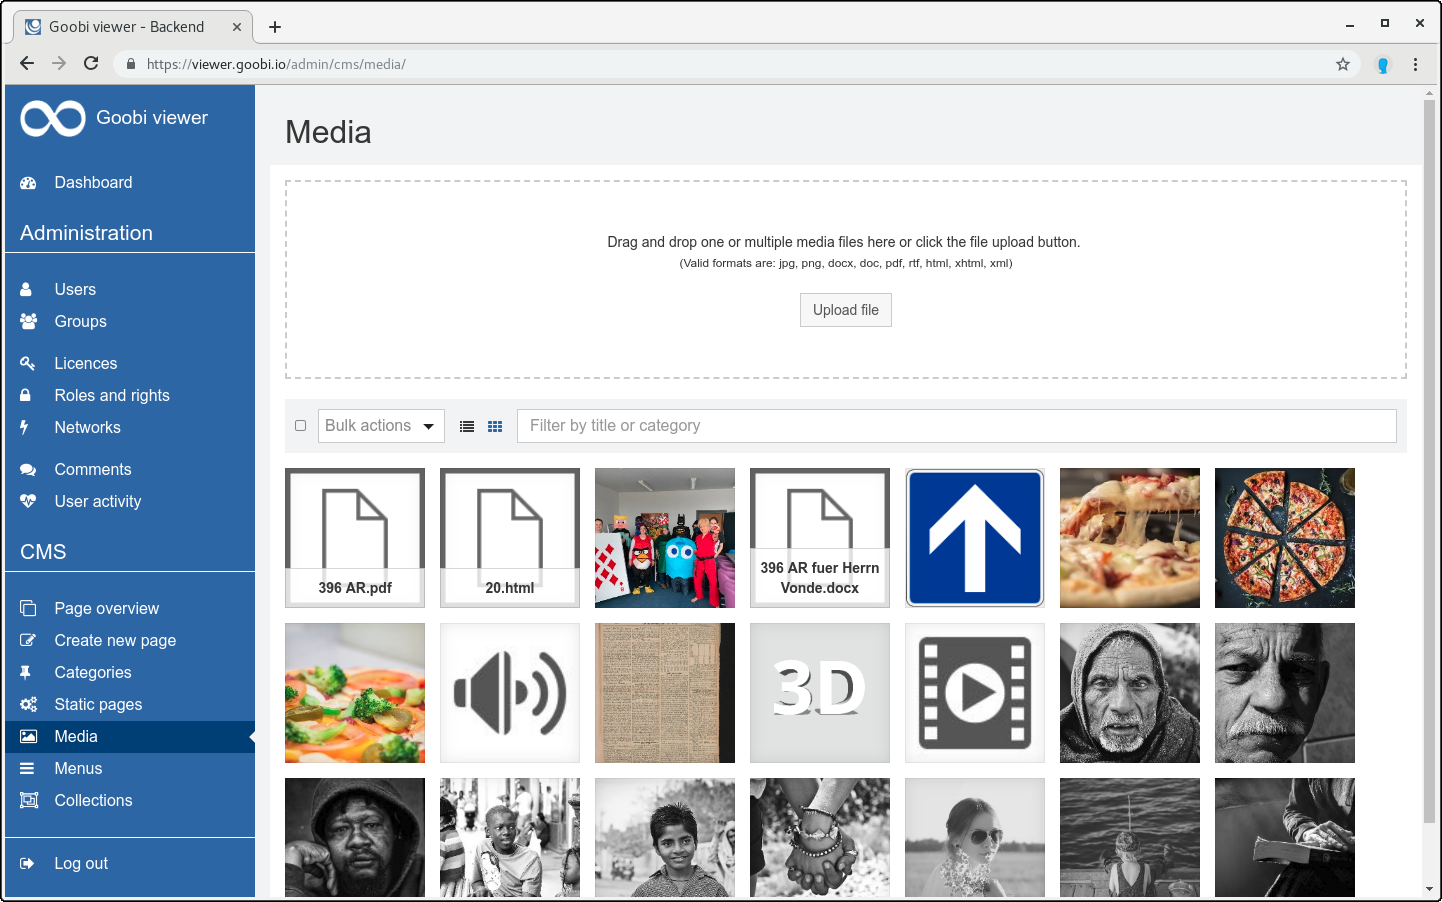 Goobi viewer - Backend
https://viewer.goobi.io/admin/cms/media/
Goobi viewer
Dashboard
Administration
Users
Groups
Licences
Roles and rights
Networks
Comments
User activity
CMS
Page overview
Create new page
Categories
Static pages
Media
Menus
Collections
Log out
Media
Drag and drop one or multiple media files here or click the file upload button.
(Valid formats are: jpg, png, docx, doc, pdf, rtf, html, xhtml, xml)
Upload file
Bulk actions
Filter by title or category
396 AR.pdf
20.html
396 AR fuer Herrn
Vonde.docx
3D